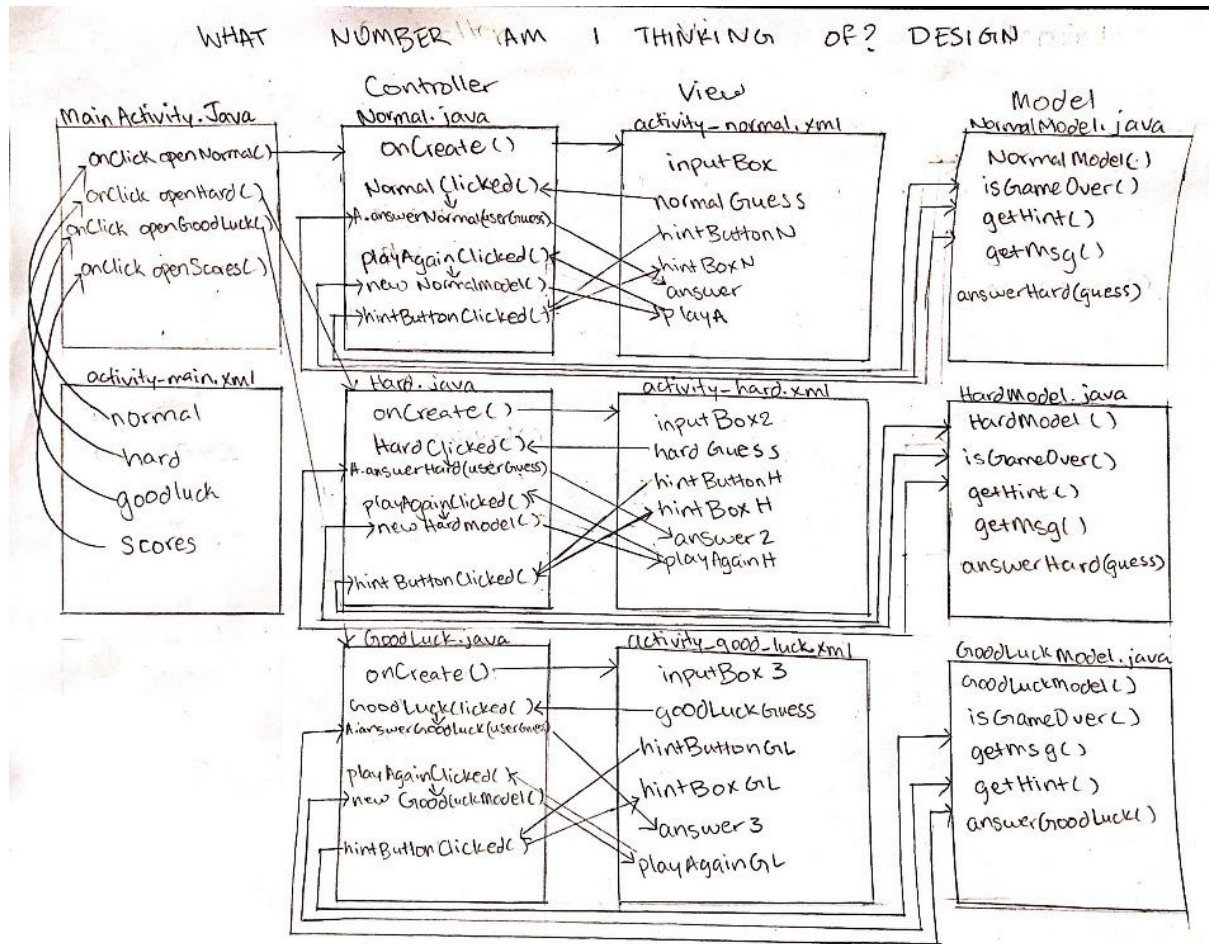 WHAT NUMBER AM I THINKING OF? DESIGN
MainActivity.Java
onClick openNormal()
onClick openHard()
onClick openGoodLuck()
onClick openScores()
activity-main.xml
normal
hard
goodluck
scores
Controller
Normal.java
onCreate()
NormalClicked()
A.answerNormal(userGuess)
playAgainClicked()
new NormalModel()
hintButtonClicked()
View
activity_normal.xml
inputBox
normalGuess
hintButtonN
hintBoxN
answer
PlayA
Model
NormalModel.java
NormalModel()
isGameOver()
getHint()
getMsg()
answerHard(guess)
Hard.java
onCreate()
HardClicked()
A.answerHard(userGuess)
playAgainClicked()
new HardModel()
hintButtonClicked()
activity_hard.xml
inputBox2
hardGuess
hintButtonH
hintBoxH
answer2
playAgainH
HardModel.java
HardModel()
isGameOver()
getHint()
getMsg()
answerHard(guess)
GoodLuck.java
onCreate()
GoodLuckClicked()
A.answerGoodLuck(userGuess)
playAgainClicked()
new GoodLuckModel()
hintButtonClicked()
activity_good_luck.xml
inputBox 3
goodLuckGuess
hintButtonGL
hintBoxGL
answer3
playAgainGL
GoodLuckModel.java
GoodLuckModel()
isGameOver()
getmsg()
getHint()
answerGoodLuck()